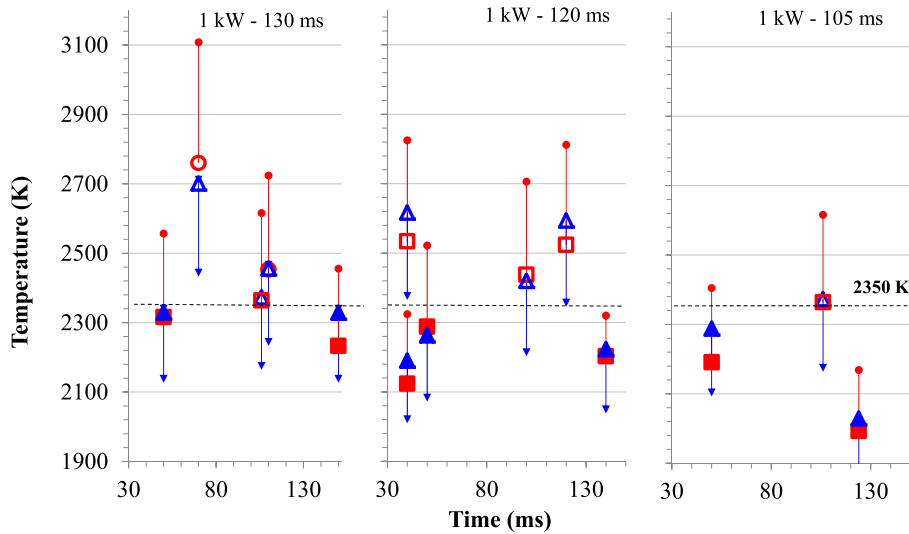 1 kW - 130 ms
1 kW - 120 ms
1 kW - 105 ms
Temperature (K)
3100
2900
2700
2500
2300
2100
1900
2350 K
30 80 130
30 80 130
30 80 130
Time (ms)